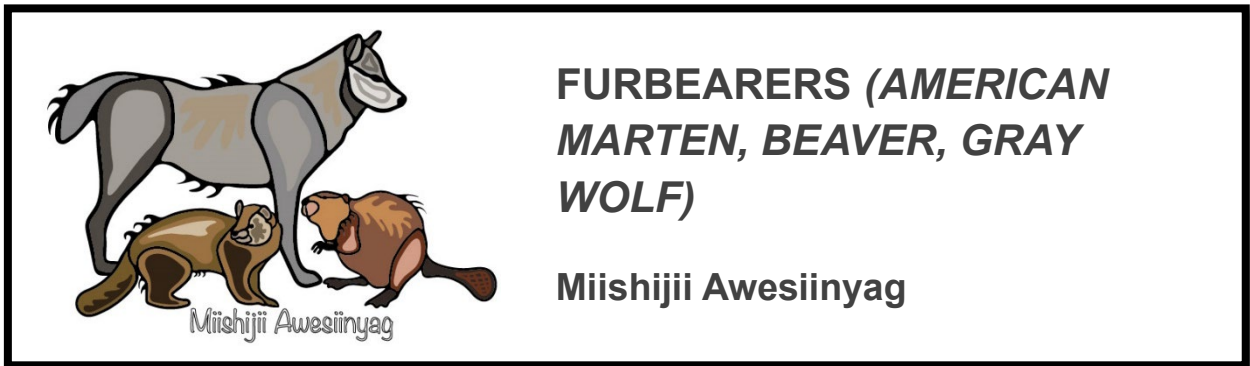 FURBEARERS (AMERICAN
MARTEN, BEAVER, GRAY
WOLF)
Miishijii Awesiinyag
Miishijii Awesiinyag